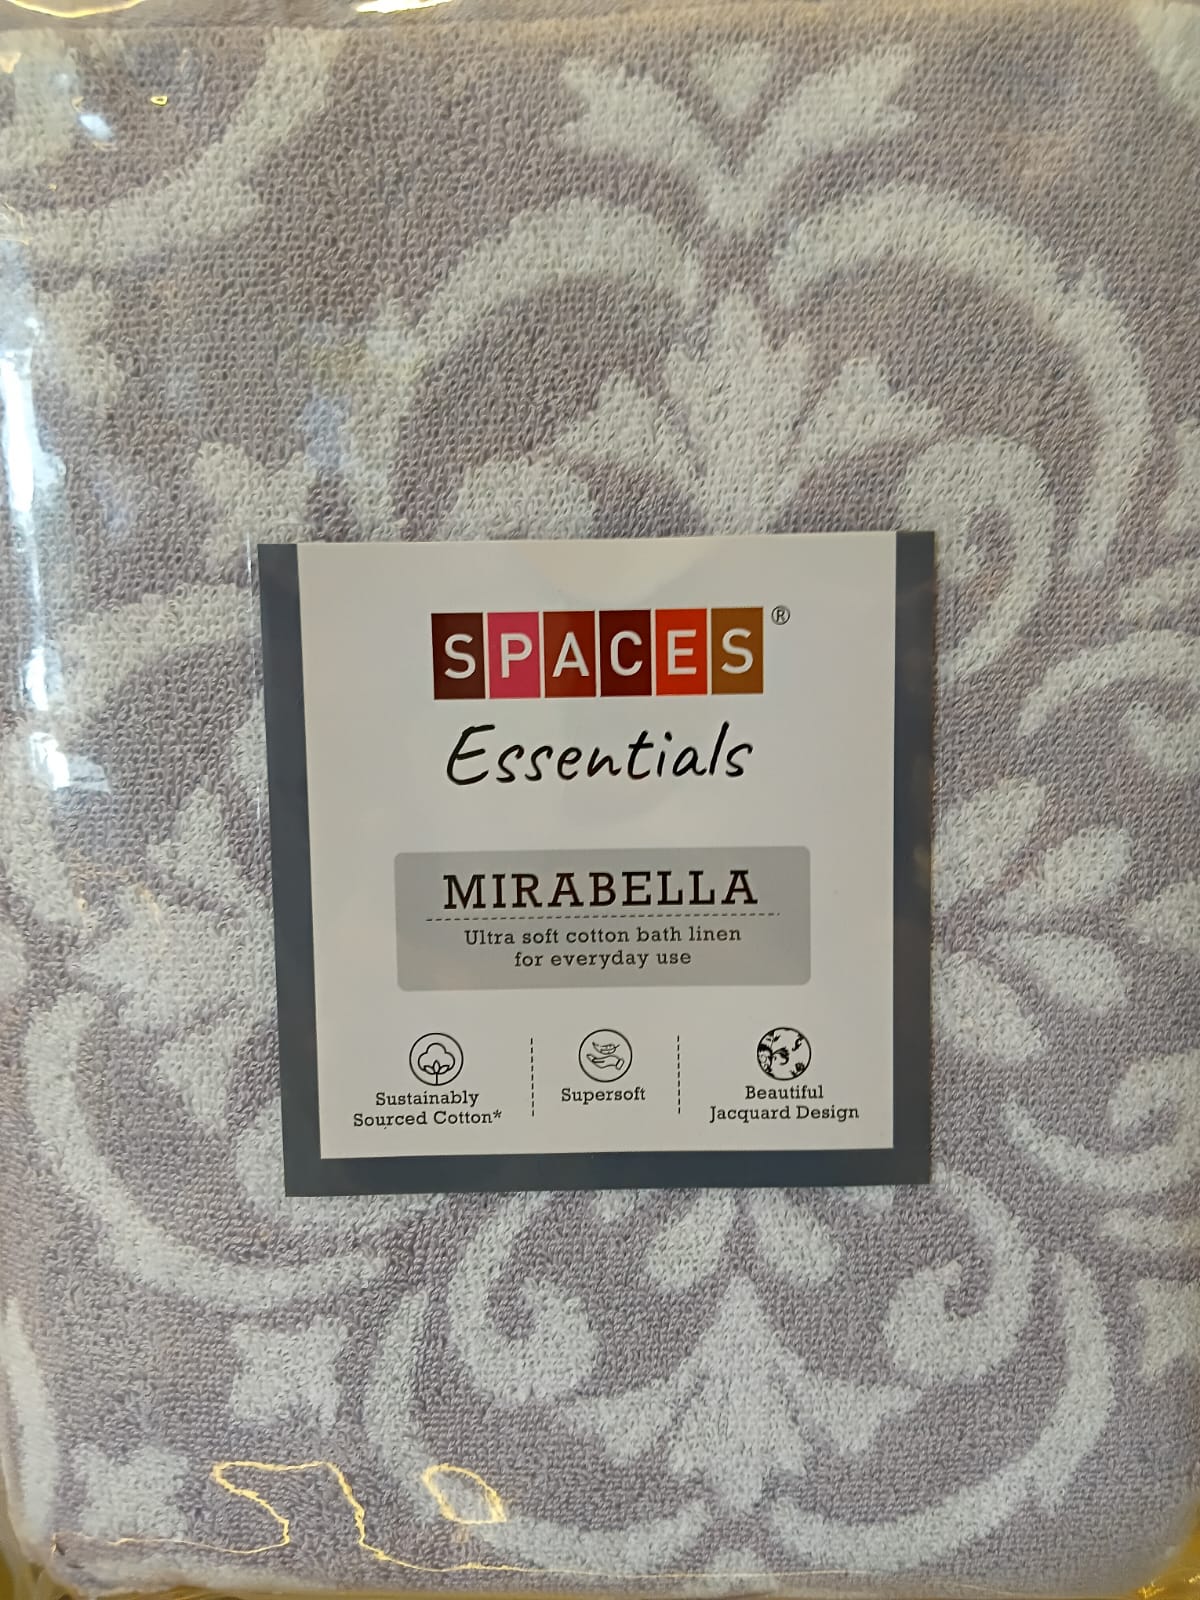 SPACES®
Essentials
MIRABELLA
Ultra soft cotton bath linen
for everyday use
Sustainably
Sourced Cotton*
Supersoft
Beautiful
Jacquard Design